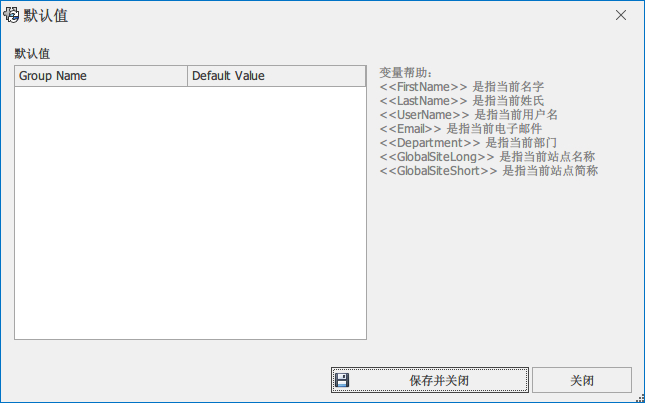 默认值
默认值
Group Name Default Value
变量帮助：
<<FirstName>> 是指当前名字
<<LastName>> 是指当前姓氏
<<UserName>> 是指当前用户名
<<Email>> 是指当前电子邮件
<<Department>> 是指当前部门
<<GlobalSiteLong>> 是指当前站点名称
<<GlobalSiteShort>> 是指当前站点简称
保存并关闭 关闭